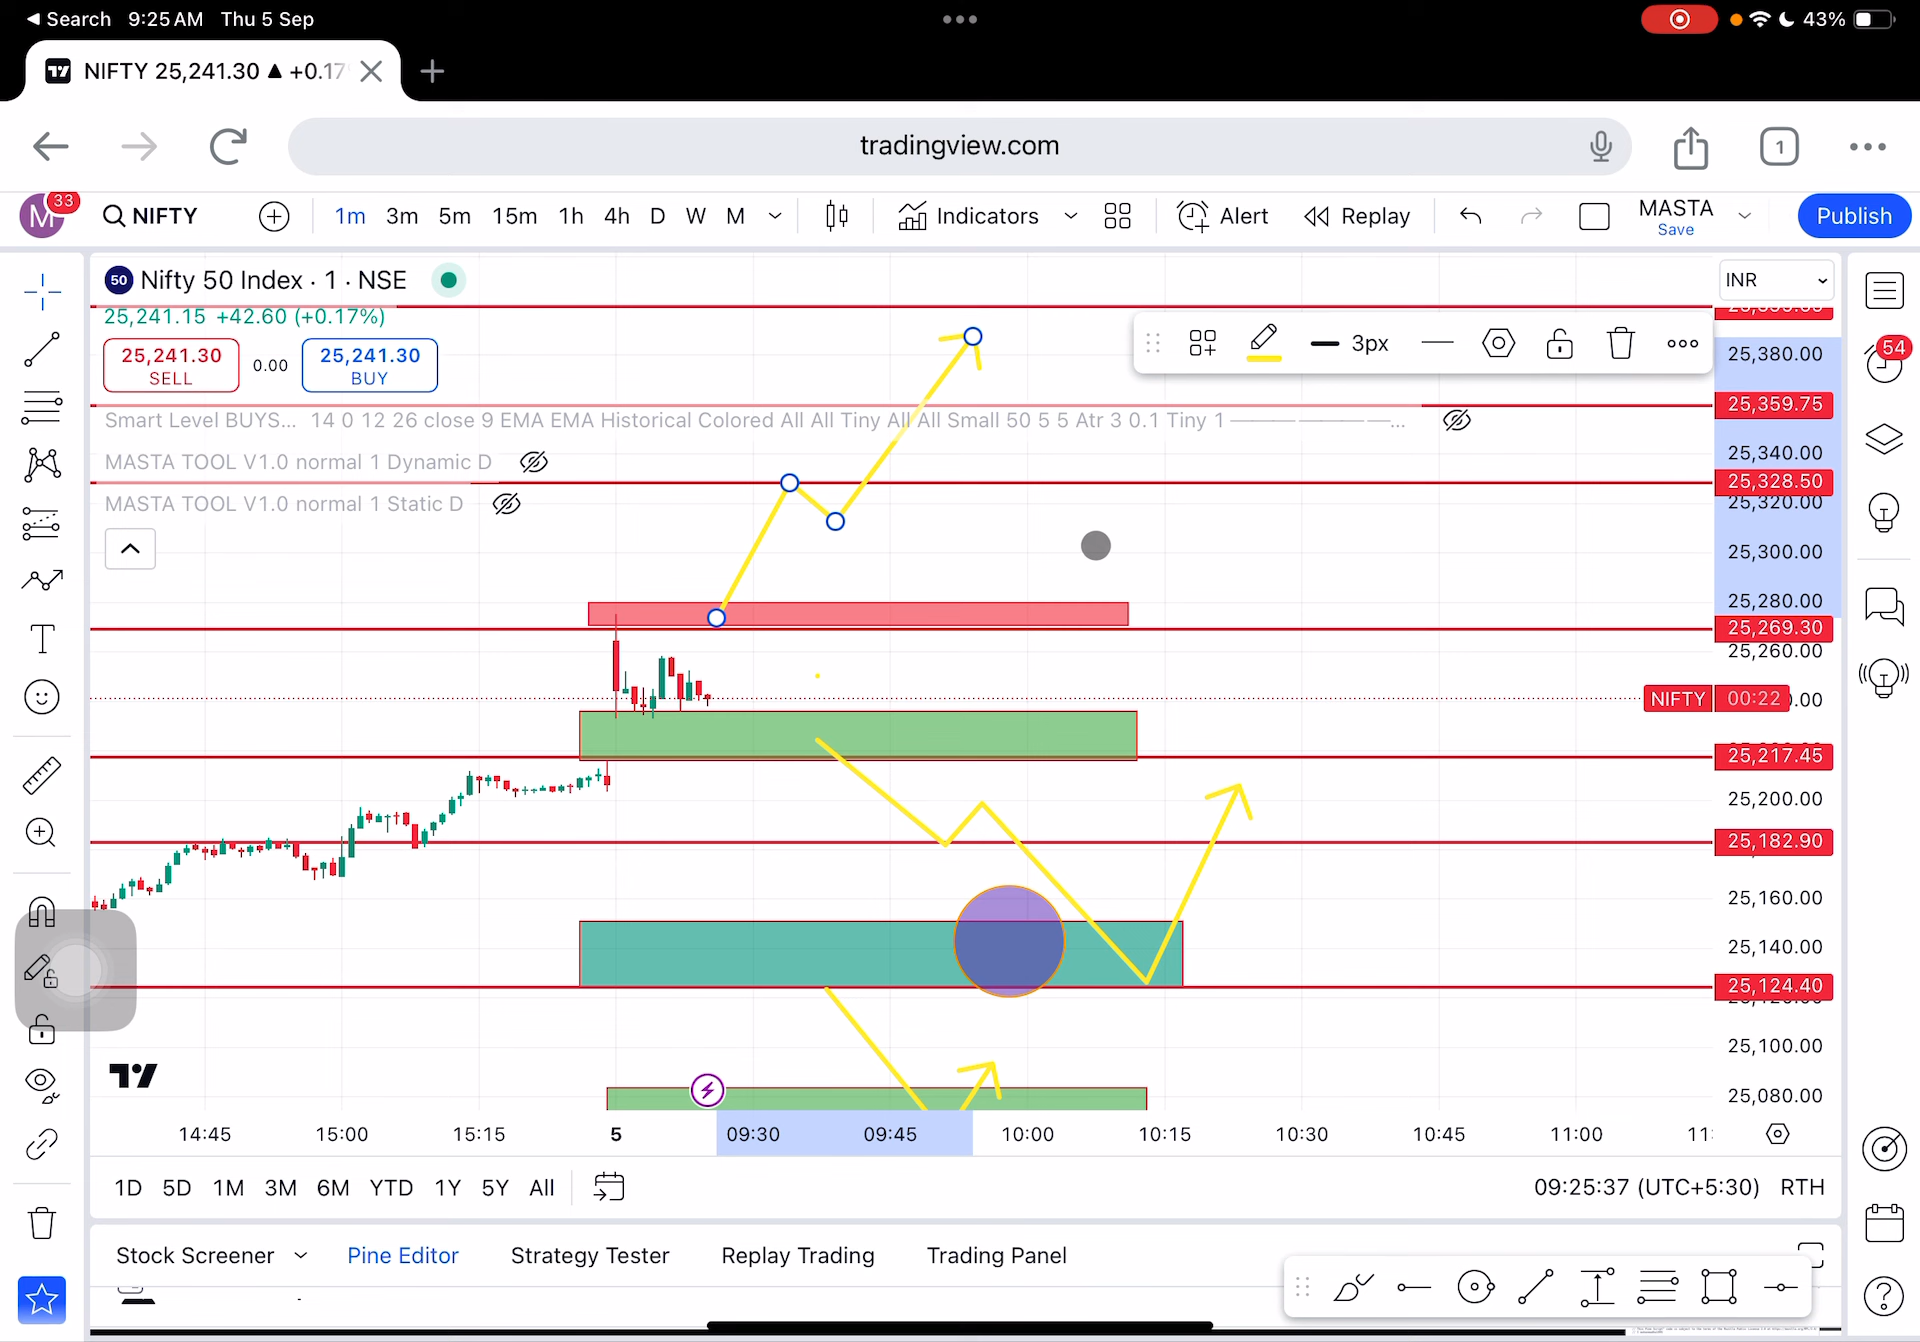 Search 9:25 AM Thu 5 Sep 43%
NIFTY 25,241.30 ▲ +0.17
tradingview.com
1
M 33 NIFTY 1m 3m 5m 15m 1h 4h D W M Indicators Alert Replay MASTA Publish
Save
50 Nifty 50 Index · 1 · NSE INR
25,241.15 +42.60 (+0.17%)
25,241.30 0.00 25,241.30 3px 25,380.00 54
SELL BUY
25,359.75
Smart Level BUYS... 14 0 12 26 close 9 EMA EMA Historical Colored All All Tiny All All Small 50 5 5 Atr 3 0.1 Tiny 1
25,340.00
MASTA TOOL V1.0 normal 1 Dynamic D
25,328.50
MASTA TOOL V1.0 normal 1 Static D 25,320.00
25,300.00
25,280.00
25,269.30
25,260.00
NIFTY 00:22
25,217.45
25,200.00
25,182.90
25,160.00
25,140.00
25,124.40
25,100.00
25,080.00
14:45 15:00 15:15 5 09:30 09:45 10:00 10:15 10:30 10:45 11:00 11:
1D 5D 1M 3M 6M YTD 1Y 5Y All 09:25:37 (UTC+5:30) RTH
Stock Screener Pine Editor Strategy Tester Replay Trading Trading Panel